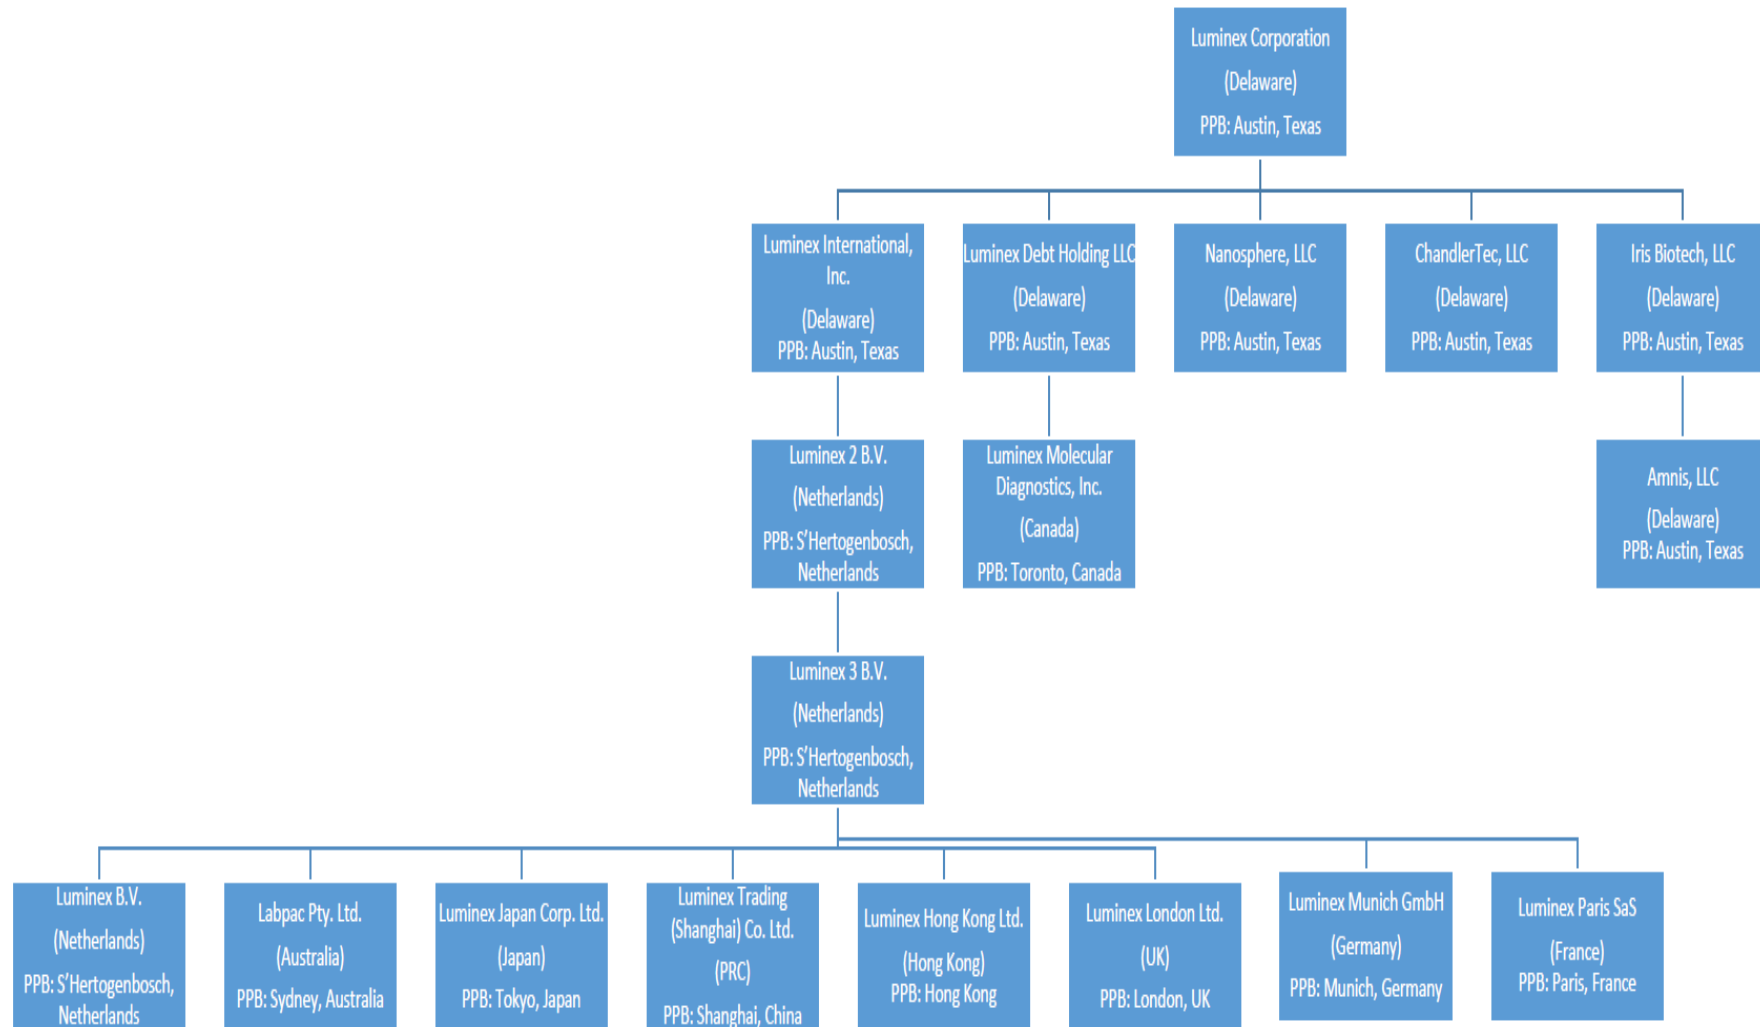 Luminex Corporation
(Delaware)
PPB: Austin, Texas
Luminex International,
Inc.
(Delaware)
PPB: Austin, Texas
Luminex Debt Holding LLC
(Delaware)
PPB: Austin, Texas
Nanosphere, LLC
(Delaware)
PPB: Austin, Texas
ChandlerTec, LLC
(Delaware)
PPB: Austin, Texas
Iris Biotech, LLC
(Delaware)
PPB: Austin, Texas
Luminex 2 B.V.
(Netherlands)
PPB: S’Hertogenbosch,
Netherlands
Luminex Molecular
Diagnostics, Inc.
(Canada)
PPB: Toronto, Canada
Amnis, LLC
(Delaware)
PPB: Austin, Texas
Luminex 3 B.V.
(Netherlands)
PPB: S’Hertogenbosch,
Netherlands
Luminex B.V.
(Netherlands)
PPB: S’Hertogenbosch,
Netherlands
Labpac Pty. Ltd.
(Australia)
PPB: Sydney, Australia
Luminex Japan Corp. Ltd.
(Japan)
PPB: Tokyo, Japan
Luminex Trading
(Shanghai) Co. Ltd.
(PRC)
PPB: Shanghai, China
Luminex Hong Kong Ltd.
(Hong Kong)
PPB: Hong Kong
Luminex London Ltd.
(UK)
PPB: London, UK
Luminex Munich GmbH
(Germany)
PPB: Munich, Germany
Luminex Paris SaS
(France)
PPB: Paris, France